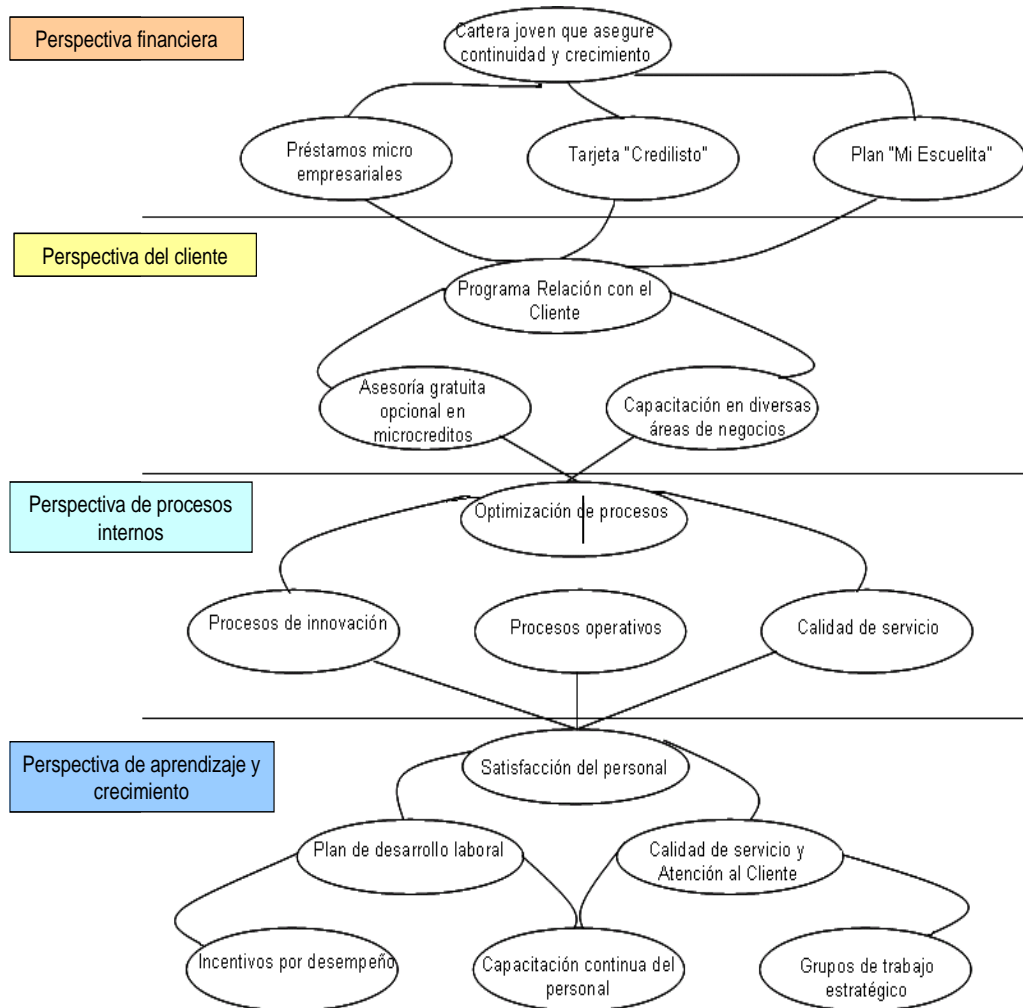 Perspectiva financiera
Cartera joven que asegure
continuidad y crecimiento
Préstamos micro
empresariales
Tarjeta "Credilisto"
Plan "Mi Escuelita"
Perspectiva del cliente
Programa Relación con el
Cliente
Asesoría gratuita
opcional en
microcreditos
Capacitación en diversas
áreas de negocios
Perspectiva de procesos
internos
Optimización de procesos
Procesos de innovación
Procesos operativos
Calidad de servicio
Perspectiva de aprendizaje y
crecimiento
Satisfacción del personal
Plan de desarrollo laboral
Calidad de servicio y
Atención al Cliente
Incentivos por desempeño
Capacitación continua del
personal
Grupos de trabajo
estratégico